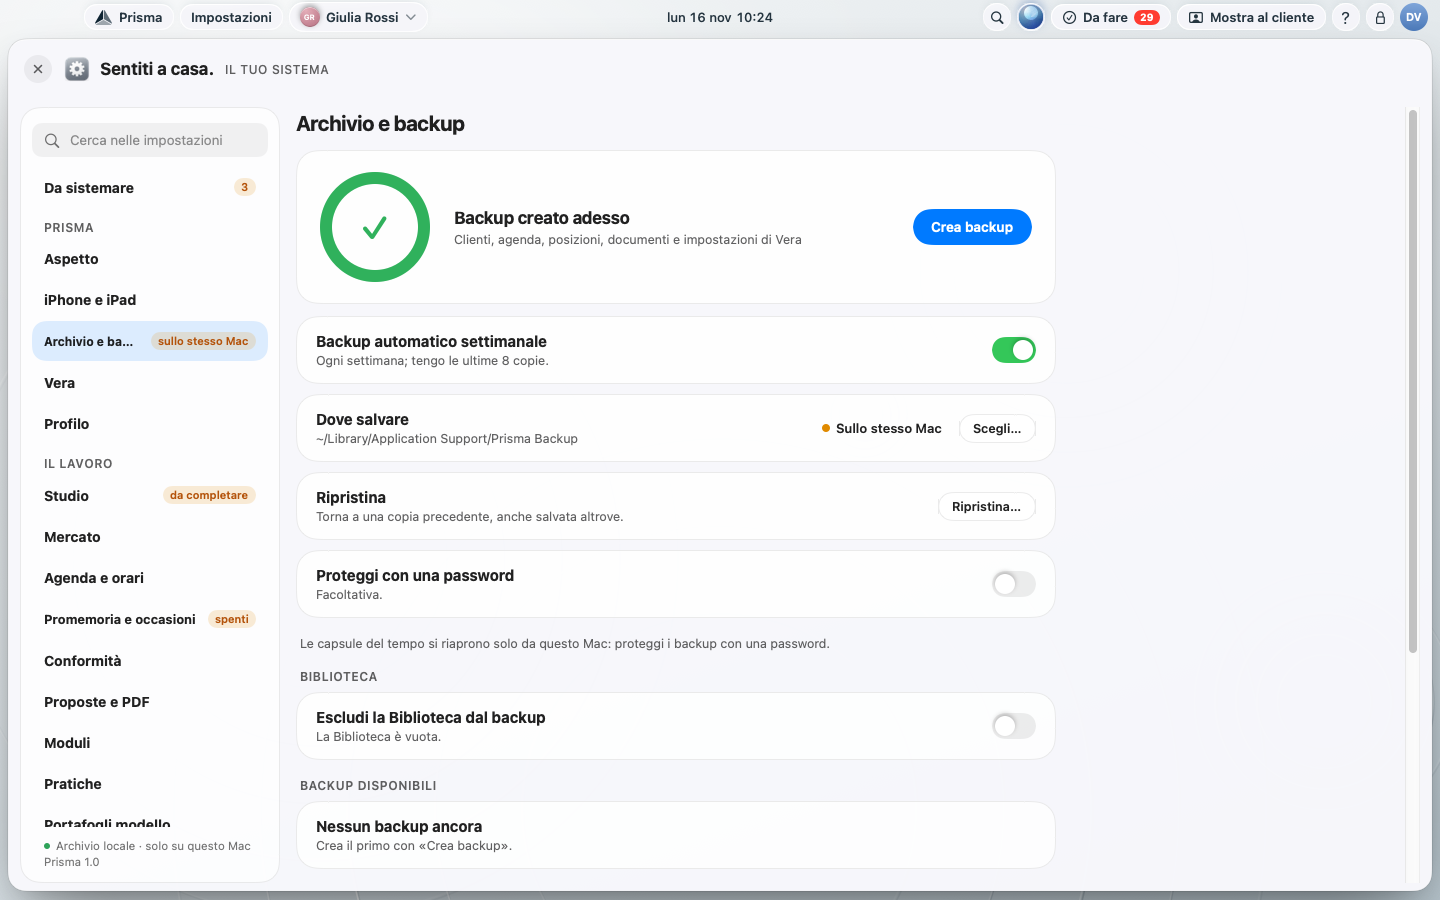 Prisma
Impostazioni
GR Giulia Rossi
lun 16 nov 10:24
Da fare 29
Mostra al cliente
?
DV
Sentiti a casa. IL TUO SISTEMA
Cerca nelle impostazioni
Da sistemare 3
PRISMA
Aspetto
iPhone e iPad
Archivio e ba... sullo stesso Mac
Vera
Profilo
IL LAVORO
Studio da completare
Mercato
Agenda e orari
Promemoria e occasioni spenti
Conformità
Proposte e PDF
Moduli
Pratiche
Portafogli modello
Archivio locale · solo su questo Mac
Prisma 1.0
Archivio e backup
Backup creato adesso
Clienti, agenda, posizioni, documenti e impostazioni di Vera
Crea backup
Backup automatico settimanale
Ogni settimana; tengo le ultime 8 copie.
Dove salvare
~/Library/Application Support/Prisma Backup
Sullo stesso Mac
Scegli...
Ripristina
Torna a una copia precedente, anche salvata altrove.
Ripristina...
Proteggi con una password
Facoltativa.
Le capsule del tempo si riaprono solo da questo Mac: proteggi i backup con una password.
BIBLIOTECA
Escludi la Biblioteca dal backup
La Biblioteca è vuota.
BACKUP DISPONIBILI
Nessun backup ancora
Crea il primo con «Crea backup».